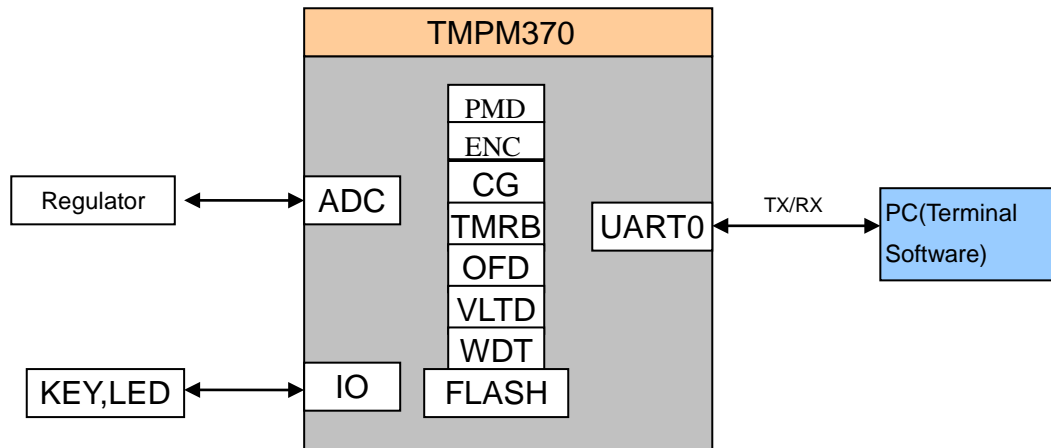 TMPM370
PMD
ENC
CG
TMRB
OFD
VLTD
WDT
FLASH
Regulator
ADC
KEY,LED
IO
UART0
TX/RX
PC(Terminal
Software)